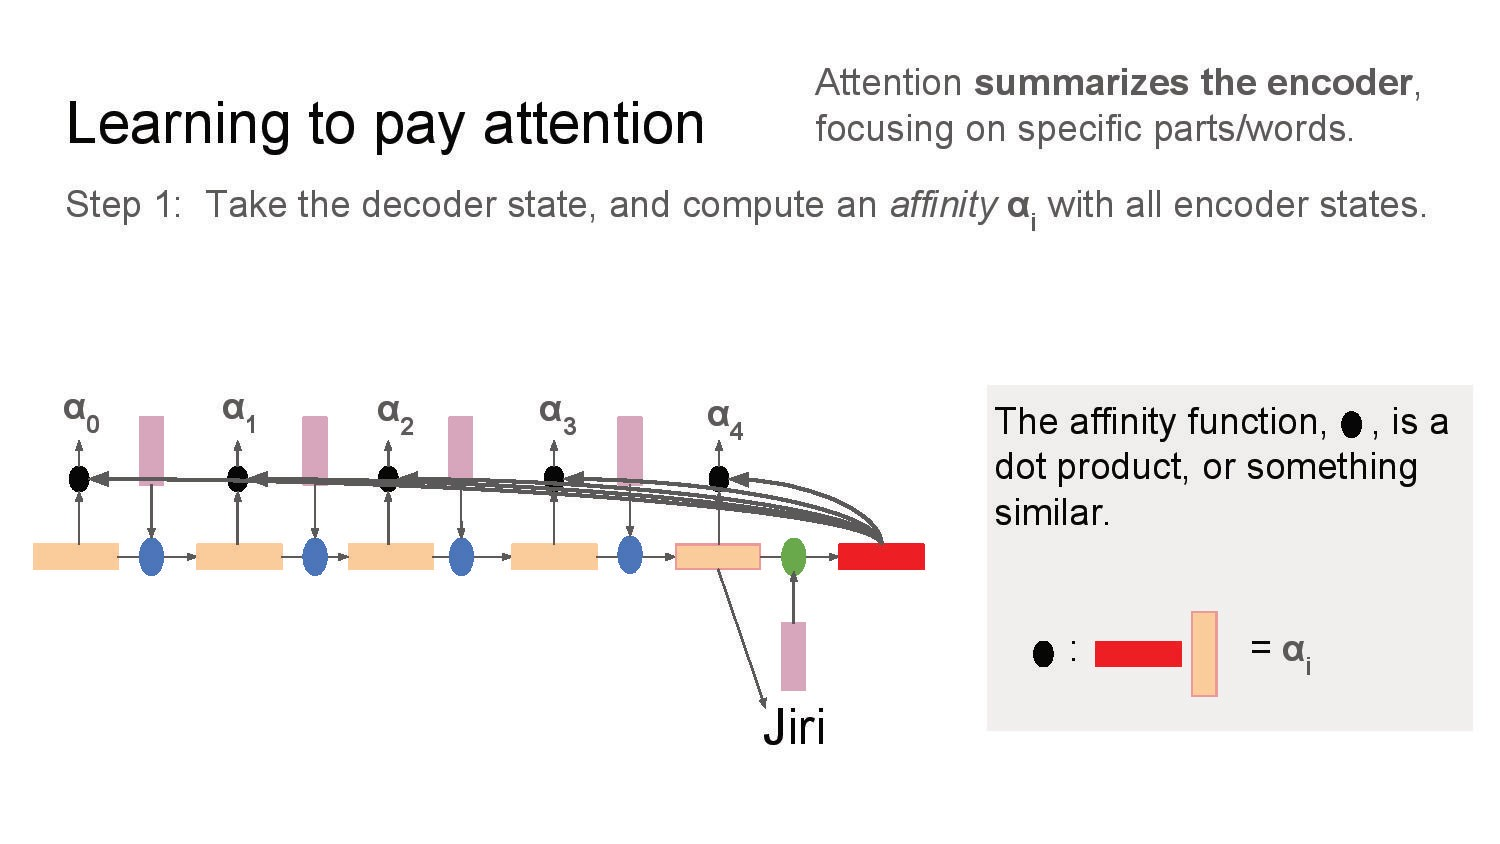 Learning to pay attention
Attention summarizes the encoder,
focusing on specific parts/words.
Step 1: Take the decoder state, and compute an affinity αi with all encoder states.
α0 α1 α2 α3 α4
Jiri
The affinity function, , is a
dot product, or something
similar.
: = αi